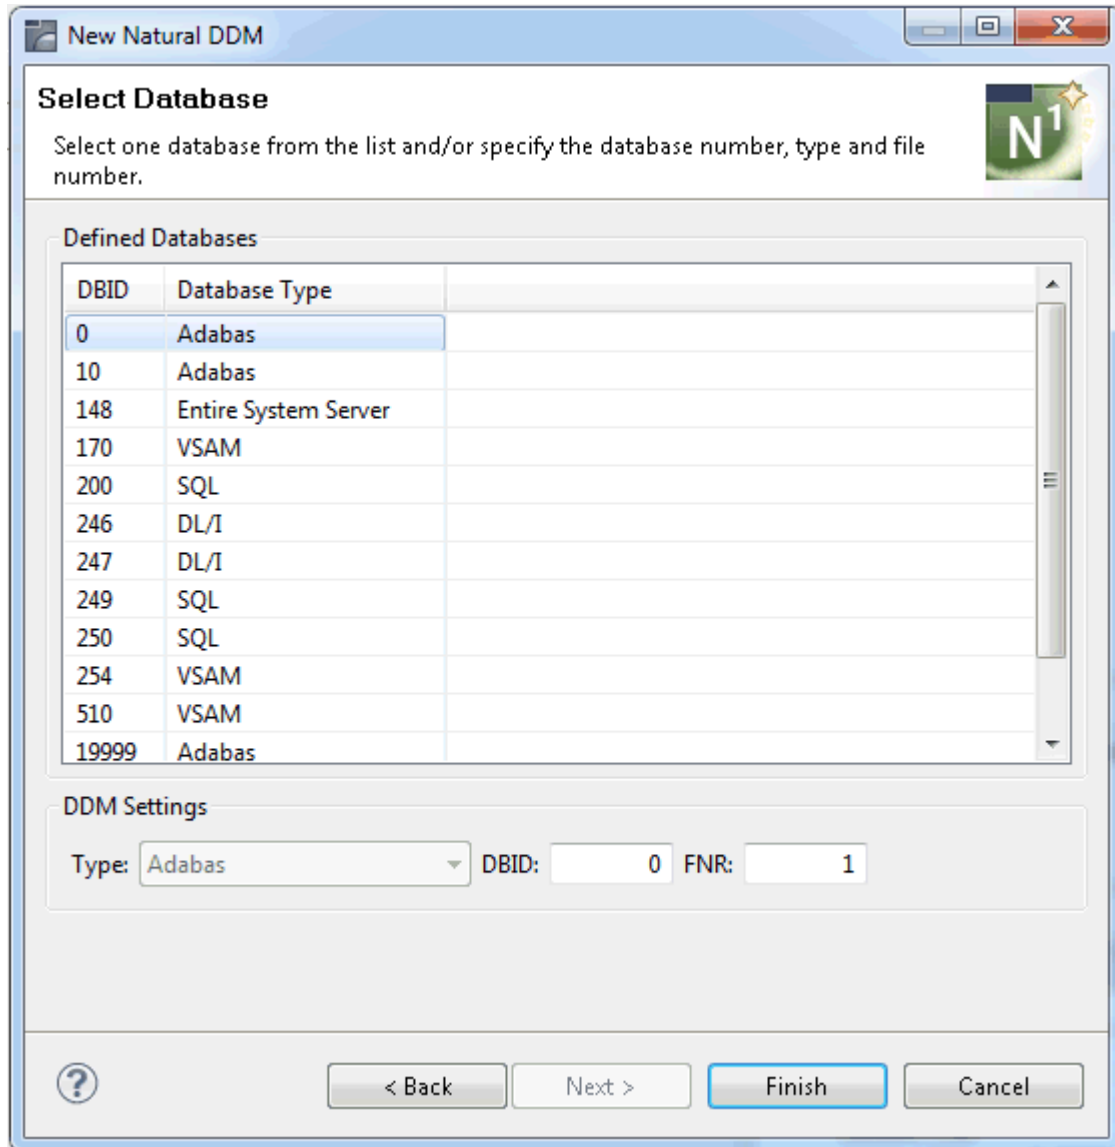 New Natural DDM
Select Database
Select one database from the list and/or specify the database number, type and file
number.
N1
Defined Databases
DBID Database Type
0 Adabas
10 Adabas
148 Entire System Server
170 VSAM
200 SQL
246 DL/I
247 DL/I
249 SQL
250 SQL
254 VSAM
510 VSAM
19999 Adabas
DDM Settings
Type: Adabas DBID: 0 FNR: 1
? < Back Next > Finish Cancel